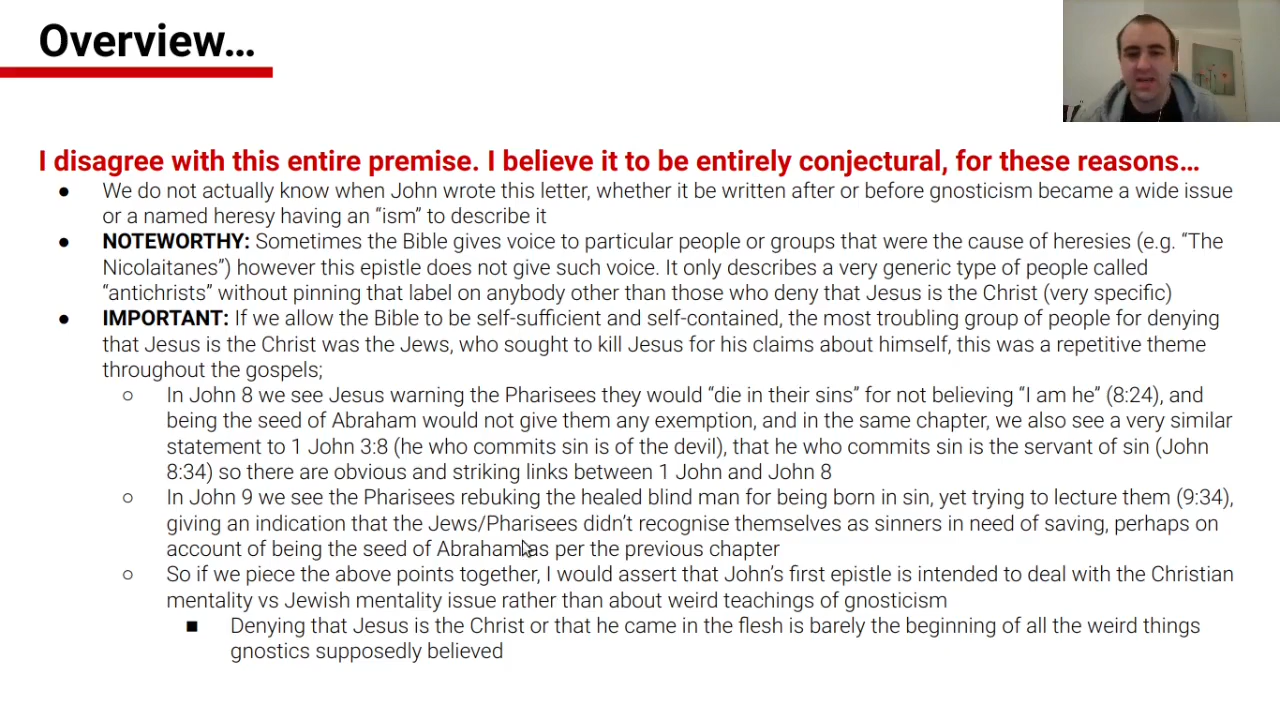 Overview…
I disagree with this entire premise. I believe it to be entirely conjectural, for these reasons…
● We do not actually know when John wrote this letter, whether it be written after or before gnosticism became a wide issue
or a named heresy having an “ism” to describe it
● NOTEWORTHY: Sometimes the Bible gives voice to particular people or groups that were the cause of heresies (e.g. “The
Nicolaitanes”) however this epistle does not give such voice. It only describes a very generic type of people called
“antichrists” without pinning that label on anybody other than those who deny that Jesus is the Christ (very specific)
● IMPORTANT: If we allow the Bible to be self-sufficient and self-contained, the most troubling group of people for denying
that Jesus is the Christ was the Jews, who sought to kill Jesus for his claims about himself, this was a repetitive theme
throughout the gospels;
○ In John 8 we see Jesus warning the Pharisees they would “die in their sins” for not believing “I am he” (8:24), and
being the seed of Abraham would not give them any exemption, and in the same chapter, we also see a very similar
statement to 1 John 3:8 (he who commits sin is of the devil), that he who commits sin is the servant of sin (John
8:34) so there are obvious and striking links between 1 John and John 8
○ In John 9 we see the Pharisees rebuking the healed blind man for being born in sin, yet trying to lecture them (9:34),
giving an indication that the Jews/Pharisees didn’t recognise themselves as sinners in need of saving, perhaps on
account of being the seed of Abraham as per the previous chapter
○ So if we piece the above points together, I would assert that John’s first epistle is intended to deal with the Christian
mentality vs Jewish mentality issue rather than about weird teachings of gnosticism
■ Denying that Jesus is the Christ or that he came in the flesh is barely the beginning of all the weird things
gnostics supposedly believed